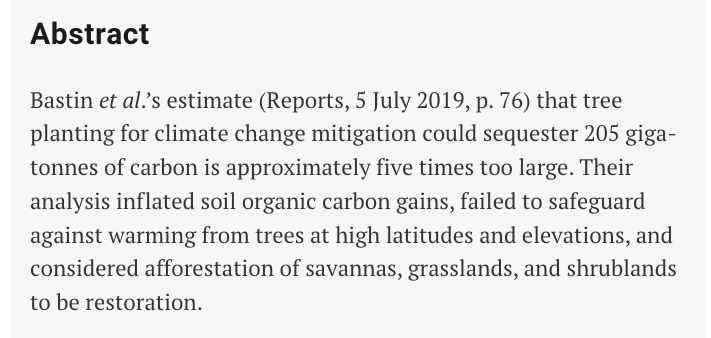 Abstract
Bastin et al.’s estimate (Reports, 5 July 2019, p. 76) that tree
planting for climate change mitigation could sequester 205 giga-
tonnes of carbon is approximately five times too large. Their
analysis inflated soil organic carbon gains, failed to safeguard
against warming from trees at high latitudes and elevations, and
considered afforestation of savannas, grasslands, and shrublands
to be restoration.